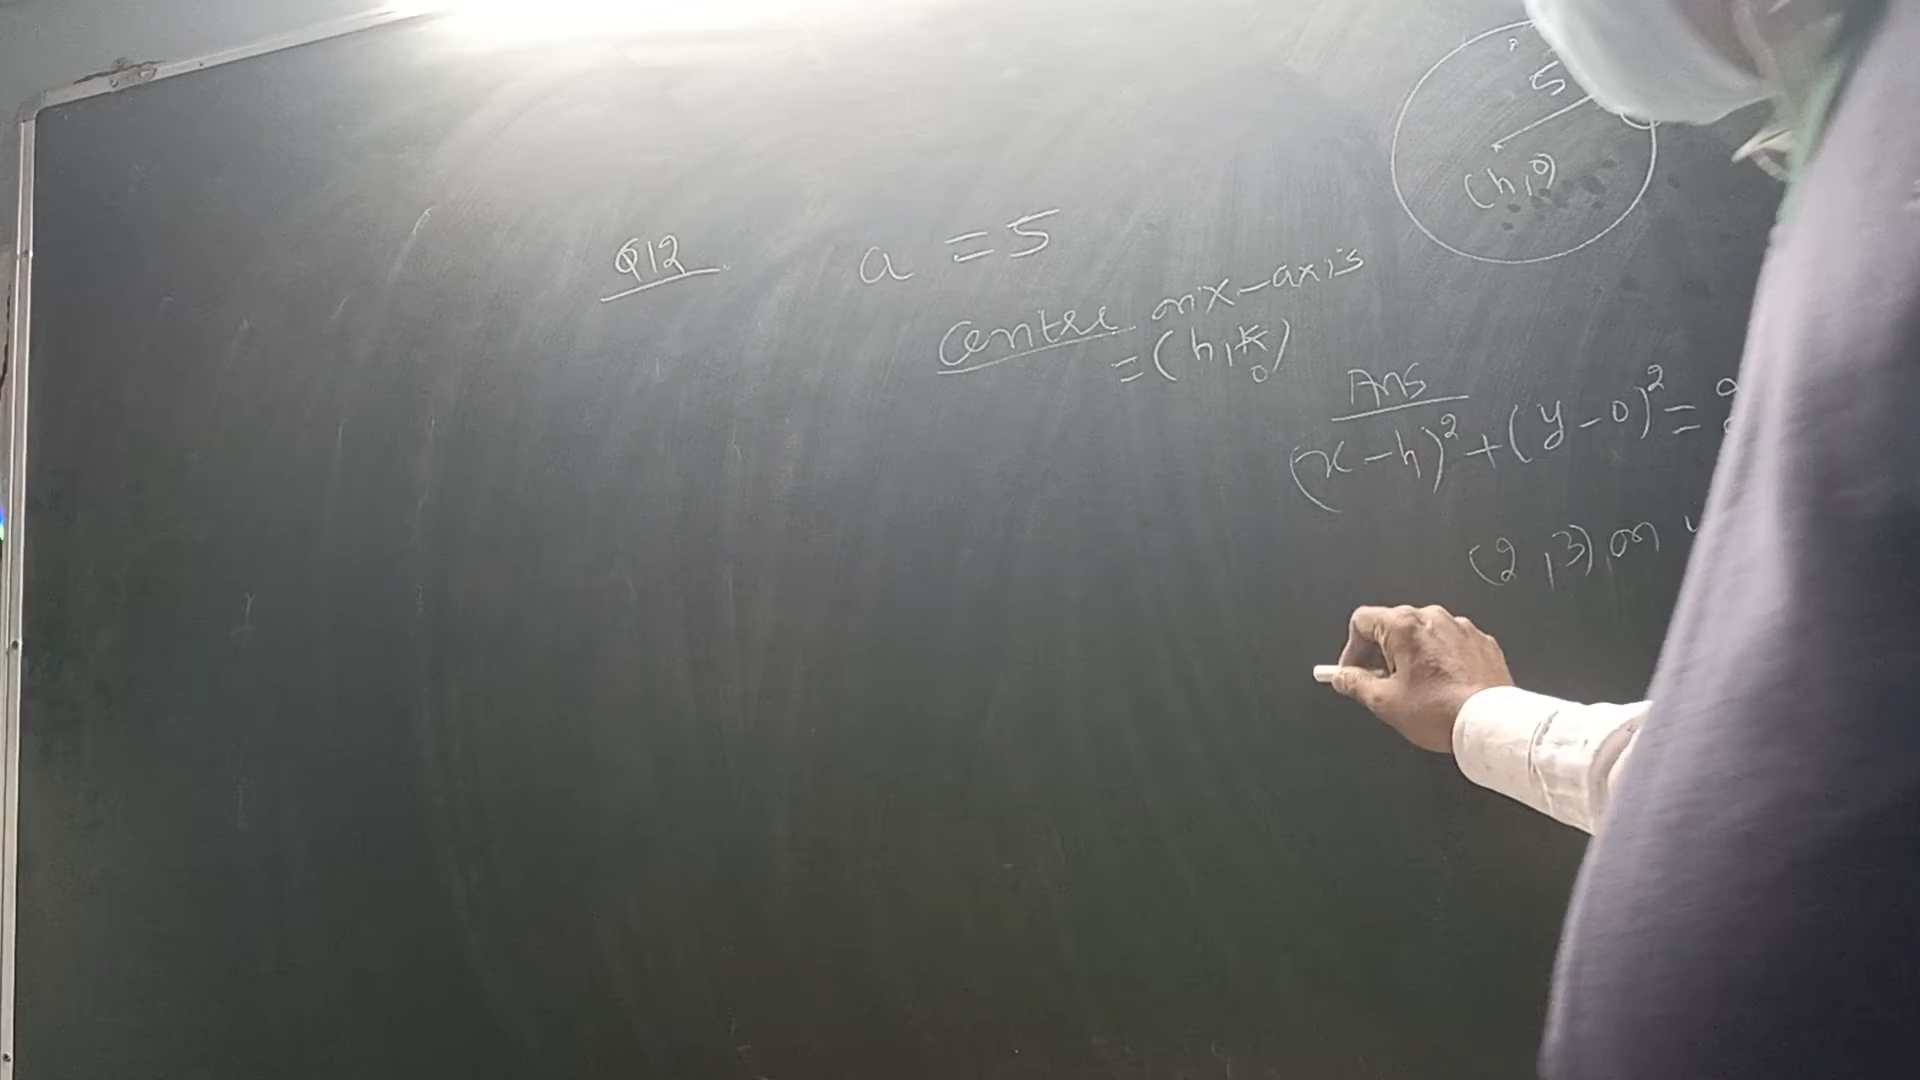 5
(h,0)
Q12
a = 5
Centre on x-axis
= (h, k)
0
Ans
(x-h)² + (y-0)² =
(2,3) on